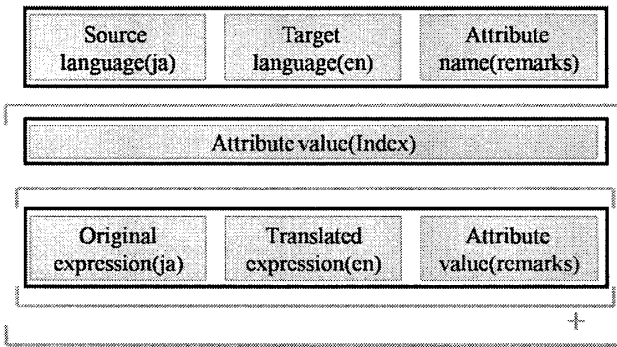 Source
language(ja)
Target
language(en)
Attribute
name(remarks)
Attribute value(Index)
Original
expression(ja)
Translated
expression(en)
Attribute
value(remarks)
+